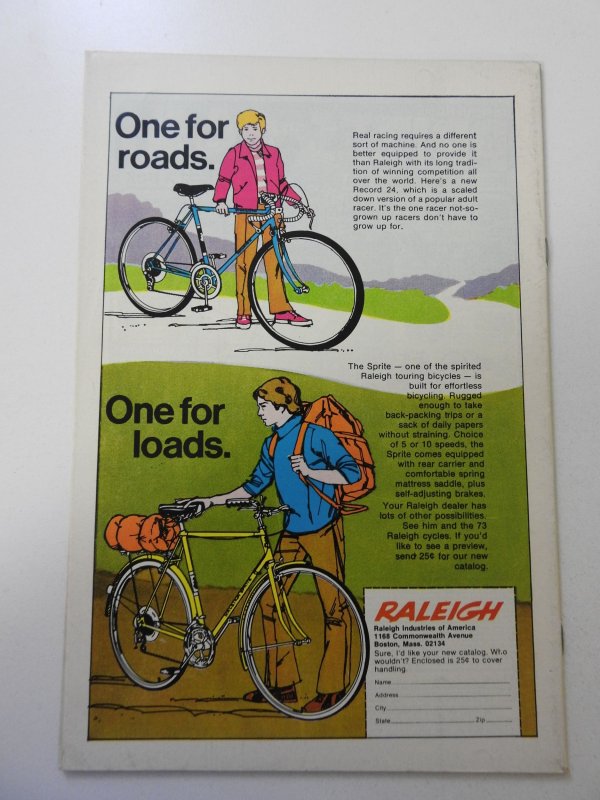 One for
roads.
Real racing requires a different
sort of machine. And no one is
better equipped to provide it
than Raleigh with its long tradi-
tion of winning competition all
over the world. Here's a new
Record 24, which is a scaled
down version of a popular adult
racer. It's the one racer not-so-
grown up racers don't have to
grow up for.
The Sprite — one of the spirited
Raleigh touring bicycles — is
built for effortless
bicycling. Rugged
enough to take
back-packing trips or a
sack of daily papers
without straining. Choice
of 5 or 10 speeds, the
Sprite comes equipped
with rear carrier and
comfortable spring
mattress saddle, plus
self-adjusting brakes.
Your Raleigh dealer has
lots of other possibilities.
See him and the 73
Raleigh cycles. If you'd
like to see a preview,
send 25¢ for our new
catalog.
One for
loads.
RALEIGH
Raleigh Industries of America
1168 Commonwealth Avenue
Boston, Mass. 02134
Sure, I'd like your new catalog. Who
wouldn't? Enclosed is 25¢ to cover
handling.
Name
Address
City
State Zip